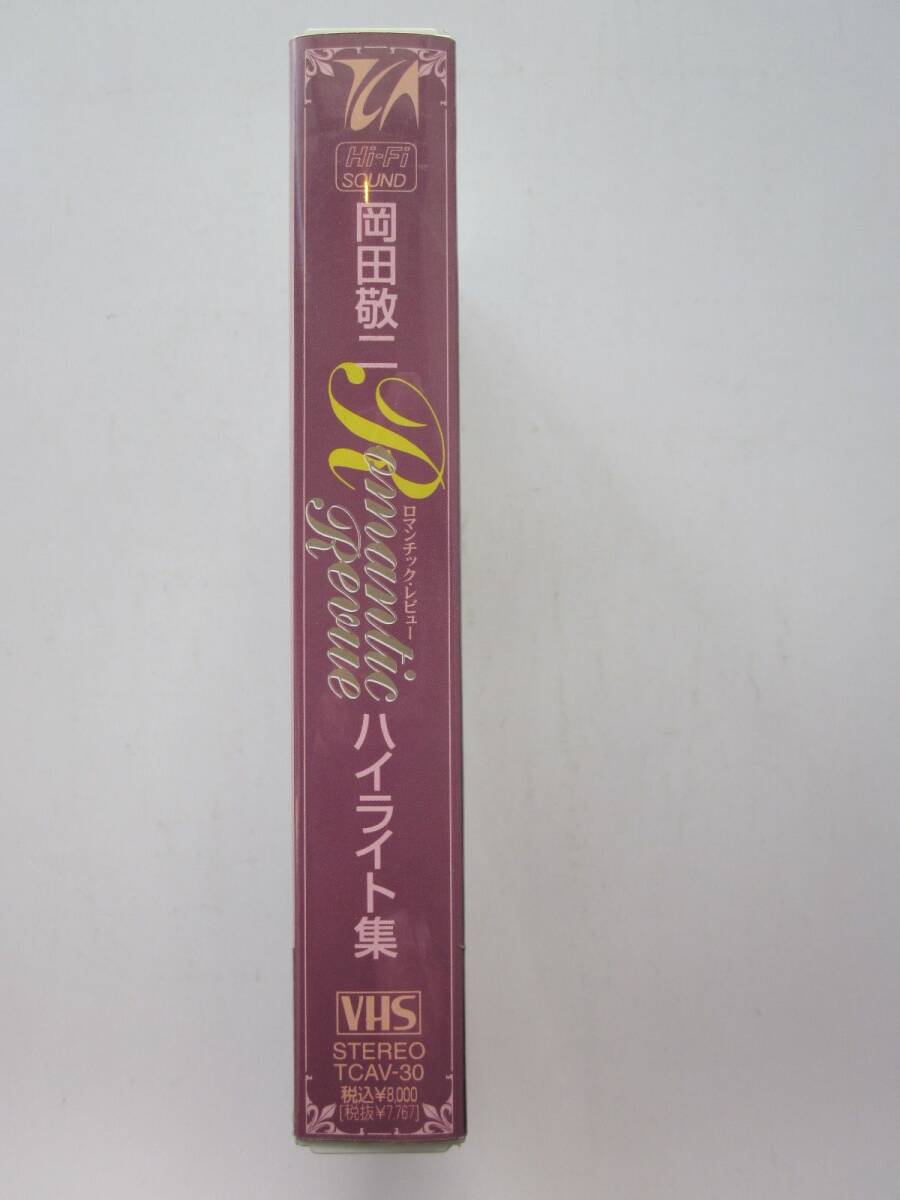 TCA
Hi-Fi
SOUND
岡田敬二
Romantic
Revue
ロマンチック・レビュー
ハイライト集
VHS
STEREO
TCAV-30
税込¥8,000
[税抜¥7,767]